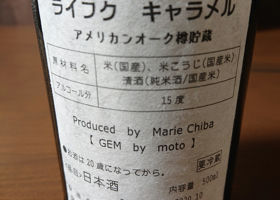 ライフク キャラメル
アメリカンオーク樽貯蔵
原材料名 米(国産)、米こうじ(国産米)
清酒(純米酒/国産米)
アルコール分 15度
Produced by Marie Chiba
【 GEM by moto 】
●お酒は20歳になってから。 要冷蔵
日本酒 内容量 500ml
2020.10